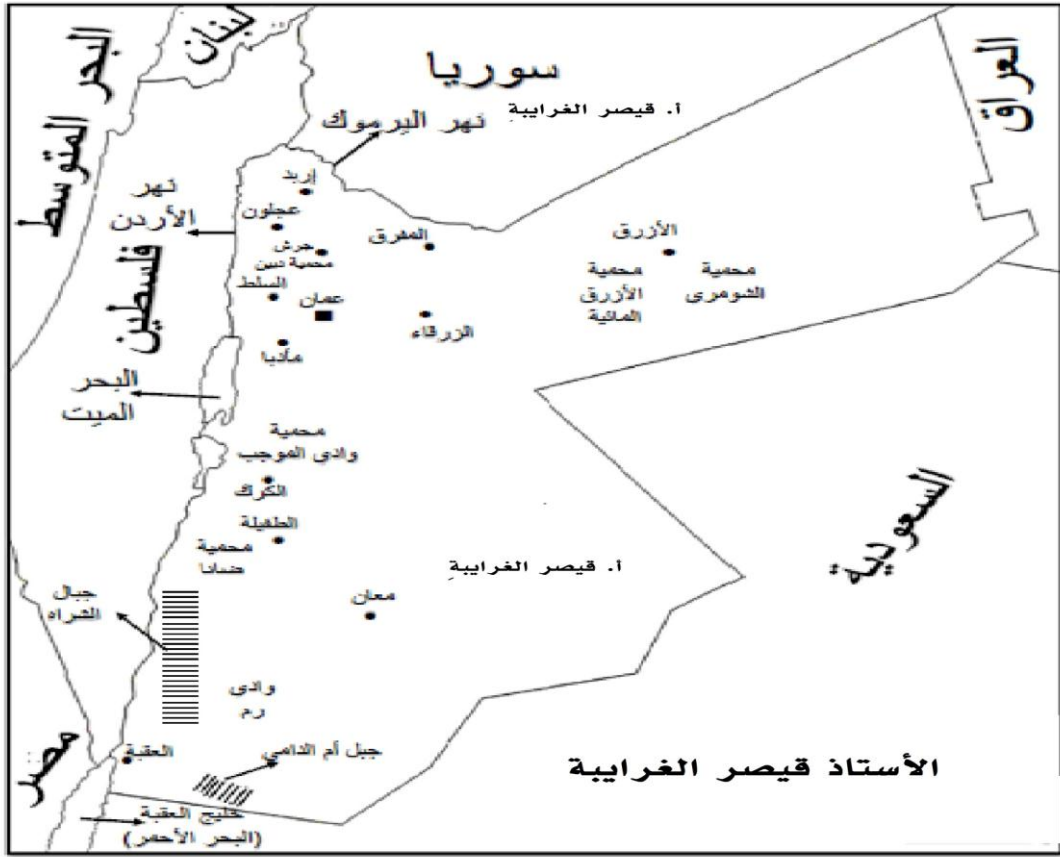 البحر المتوسط
لبنان
سوريا
العراق
أ. قيصر الغرايبة
نهر اليرموك
إربد
نهر
الأردن
عجلون
فلسطين
جرش
محمية دبين
المفرق
الأزرق
محمية
الأزرق
المائية
محمية
الشومري
السلط
عمان
الزرقاء
مأدبا
البحر
الميت
محمية
وادي الموجب
الكرك
الطفيلة
محمية
ضانا
السعودية
أ. قيصر الغرايبة
جبال
الشراه
معان
وادي
رم
مصر
العقبة
جبل أم الدامي
الأستاذ قيصر الغرايبة
خليج العقبة
(البحر الأحمر)